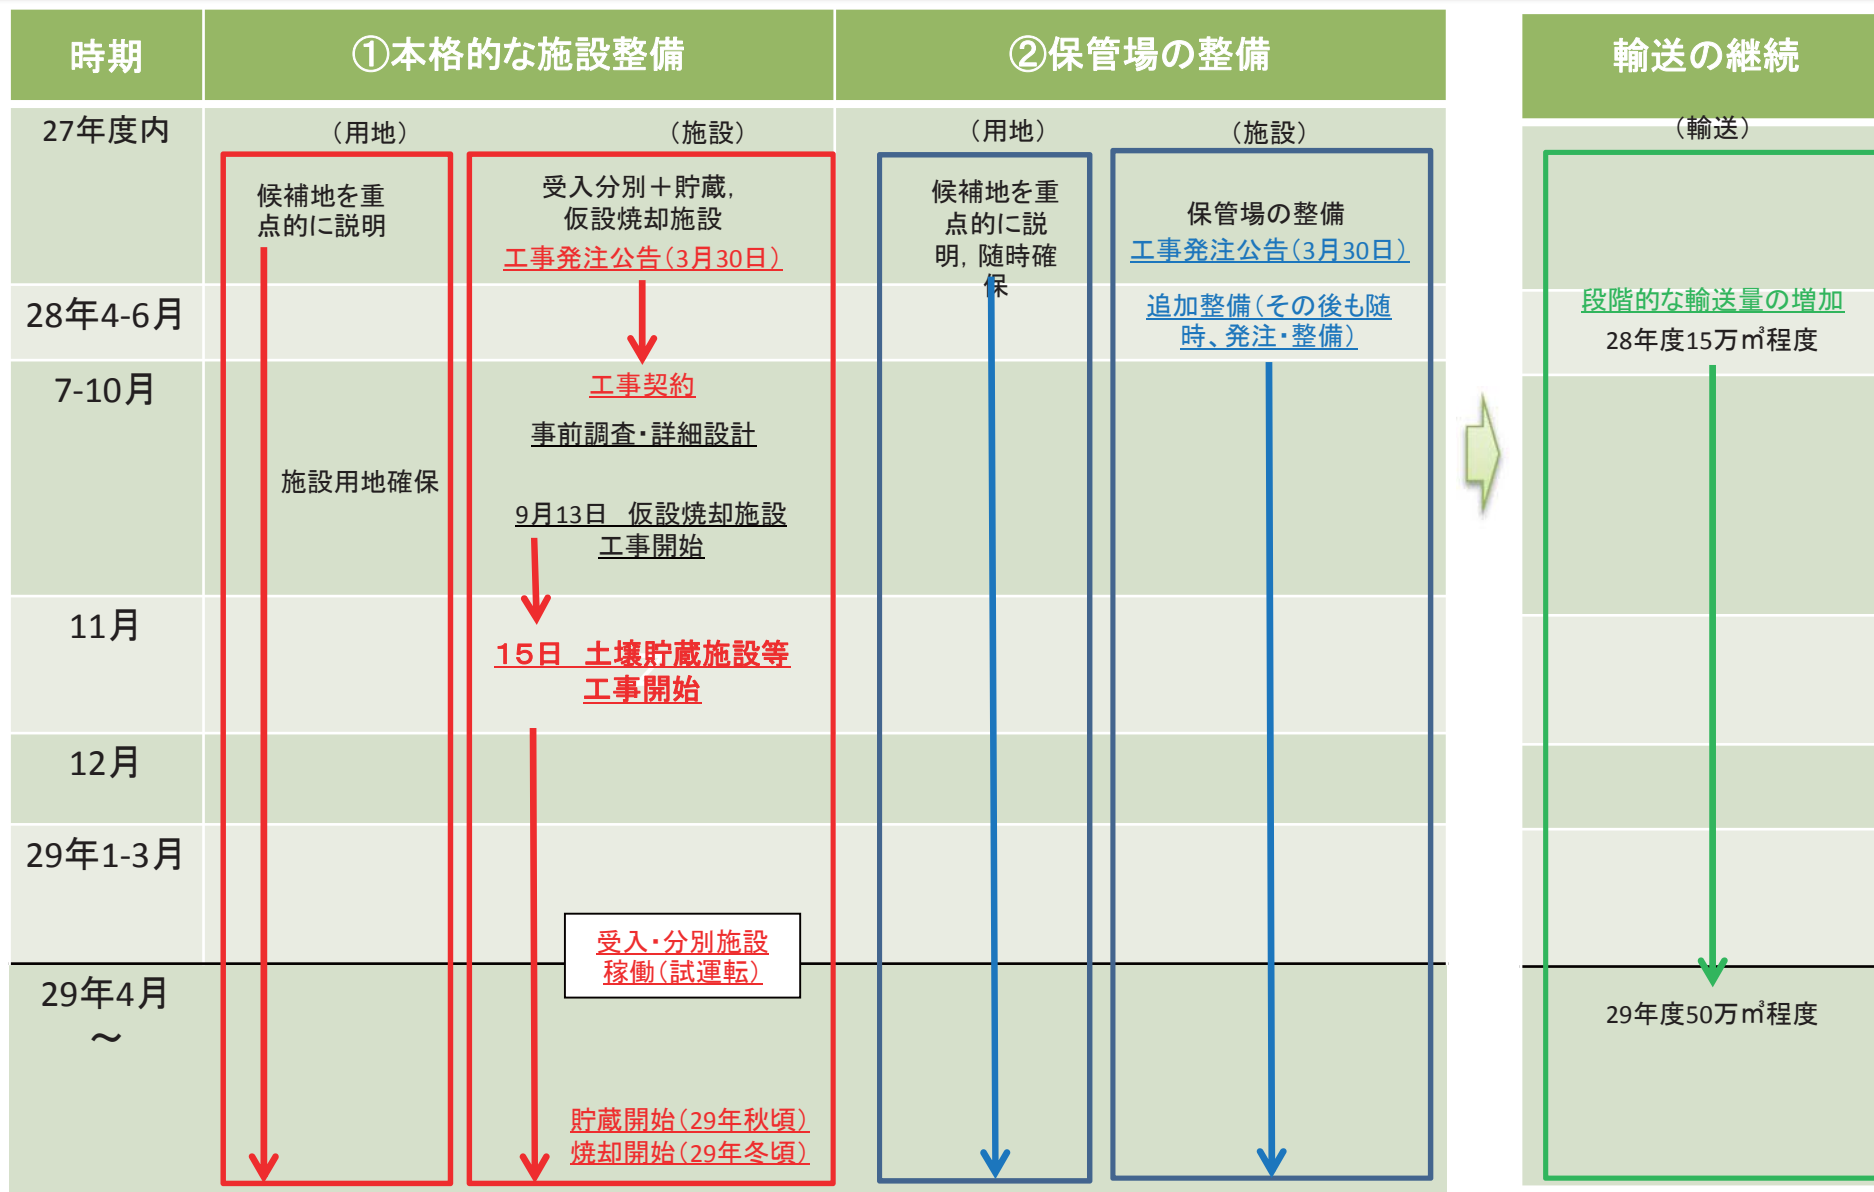 時期
①本格的な施設整備
②保管場の整備
輸送の継続
27年度内
（用地）
（施設）
（用地）
（施設）
（輸送）
候補地を重
点的に説明
受入分別＋貯蔵，
仮設焼却施設
工事発注公告（3月30日）
候補地を重
点的に説
明，随時確
保
保管場の整備
工事発注公告（3月30日）
28年4-6月
追加整備（その後も随
時、発注・整備）
段階的な輸送量の増加
28年度15万㎥程度
7-10月
工事契約
事前調査・詳細設計
施設用地確保
9月13日　仮設焼却施設
工事開始
11月
15日　土壌貯蔵施設等
工事開始
12月
29年1-3月
受入・分別施設
稼働（試運転）
29年4月
～
29年度50万㎥程度
貯蔵開始（29年秋頃）
焼却開始（29年冬頃）